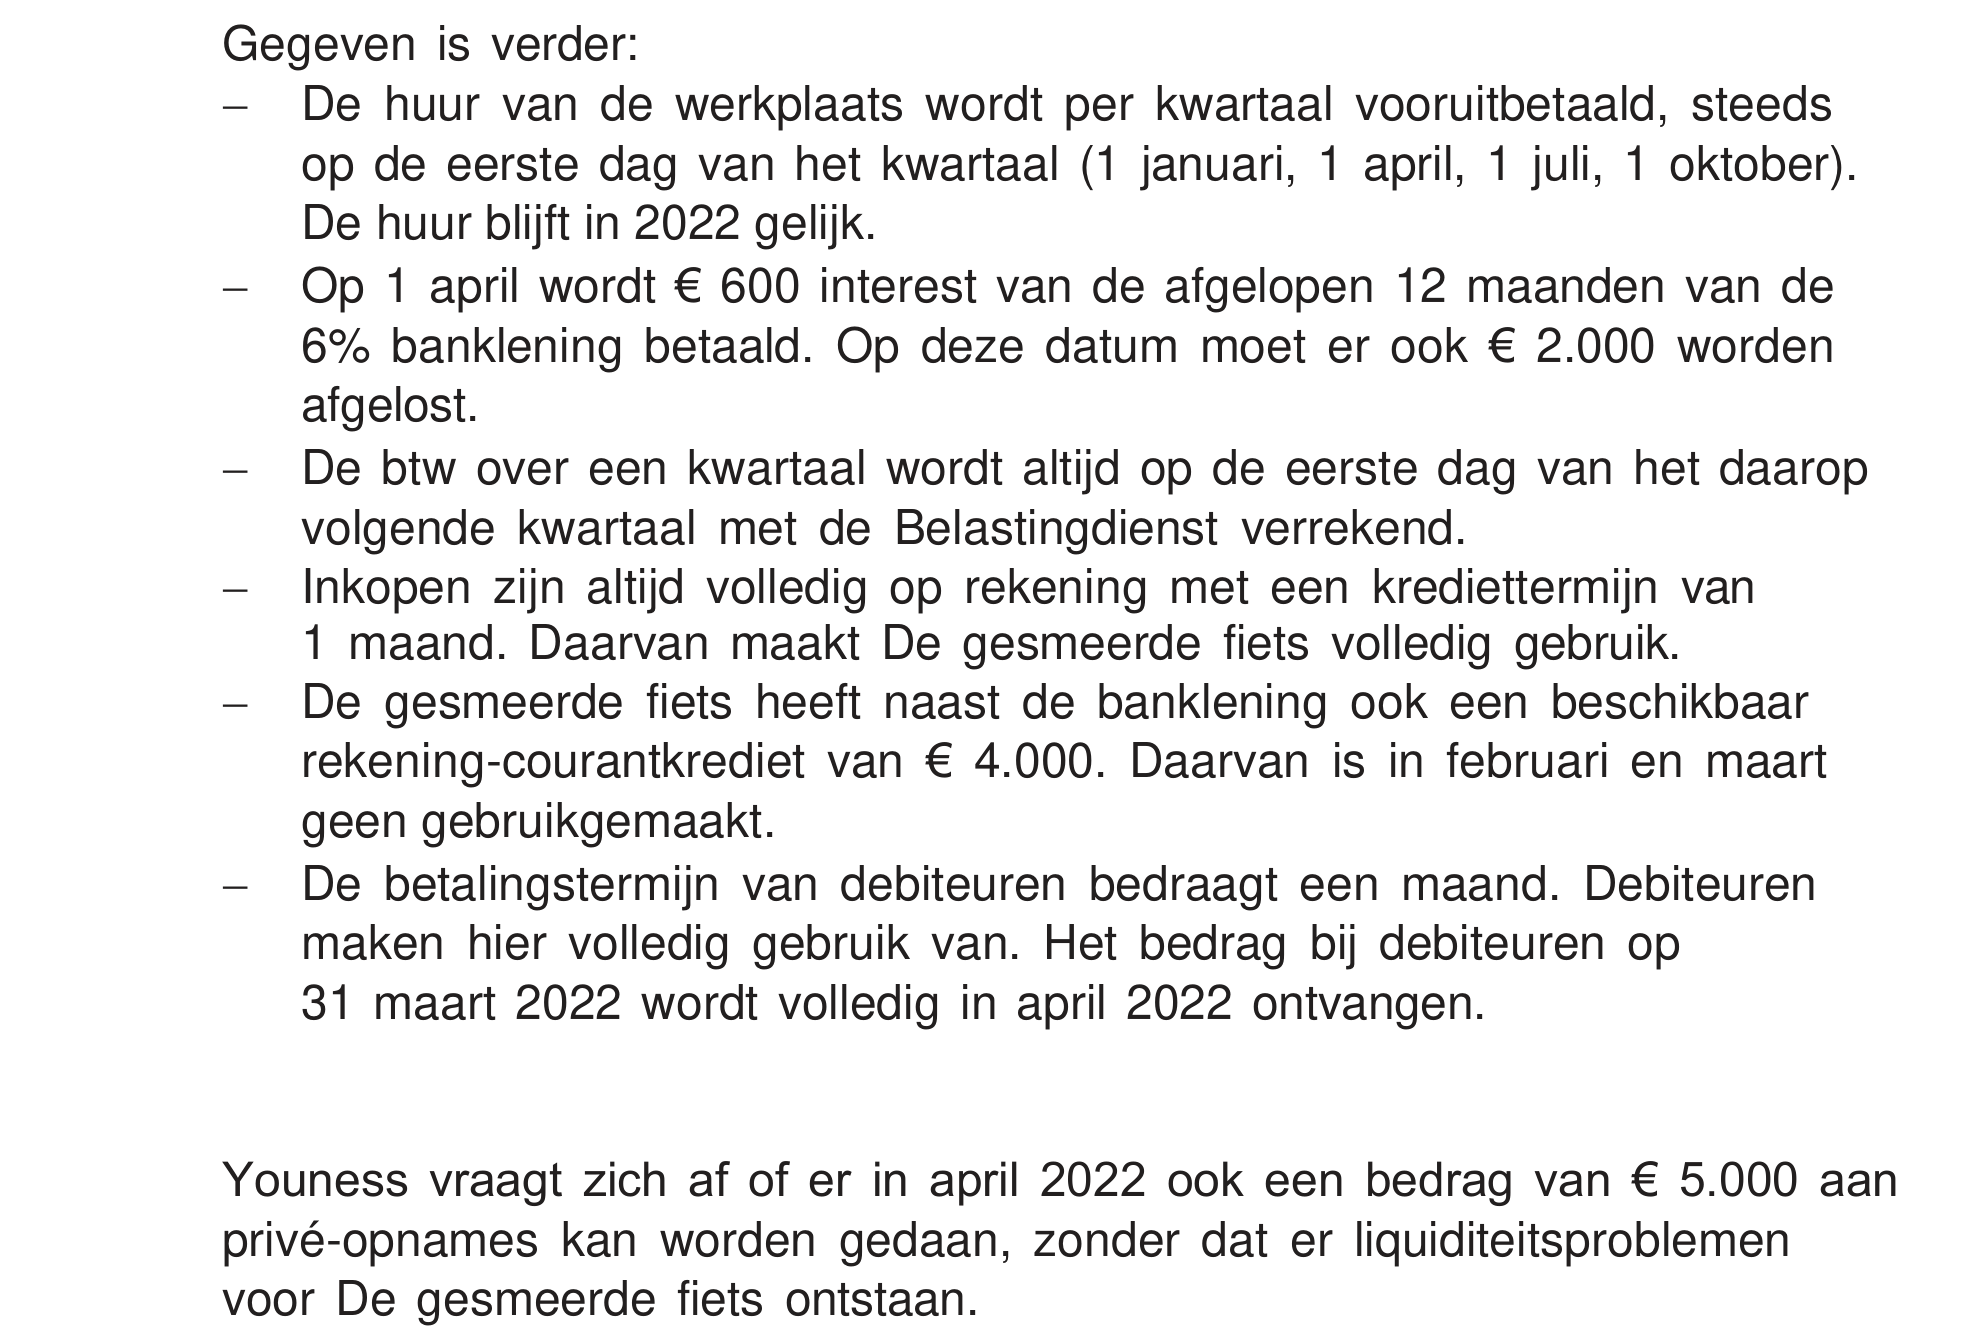 Gegeven is verder:
– De huur van de werkplaats wordt per kwartaal vooruitbetaald, steeds
op de eerste dag van het kwartaal (1 januari, 1 april, 1 juli, 1 oktober).
De huur blijft in 2022 gelijk.
– Op 1 april wordt € 600 interest van de afgelopen 12 maanden van de
6% banklening betaald. Op deze datum moet er ook € 2.000 worden
afgelost.
– De btw over een kwartaal wordt altijd op de eerste dag van het daarop
volgende kwartaal met de Belastingdienst verrekend.
– Inkopen zijn altijd volledig op rekening met een krediettermijn van
1 maand. Daarvan maakt De gesmeerde fiets volledig gebruik.
– De gesmeerde fiets heeft naast de banklening ook een beschikbaar
rekening-courantkrediet van € 4.000. Daarvan is in februari en maart
geen gebruikgemaakt.
– De betalingstermijn van debiteuren bedraagt een maand. Debiteuren
maken hier volledig gebruik van. Het bedrag bij debiteuren op
31 maart 2022 wordt volledig in april 2022 ontvangen.
Youness vraagt zich af of er in april 2022 ook een bedrag van € 5.000 aan
privé-opnames kan worden gedaan, zonder dat er liquiditeitsproblemen
voor De gesmeerde fiets ontstaan.